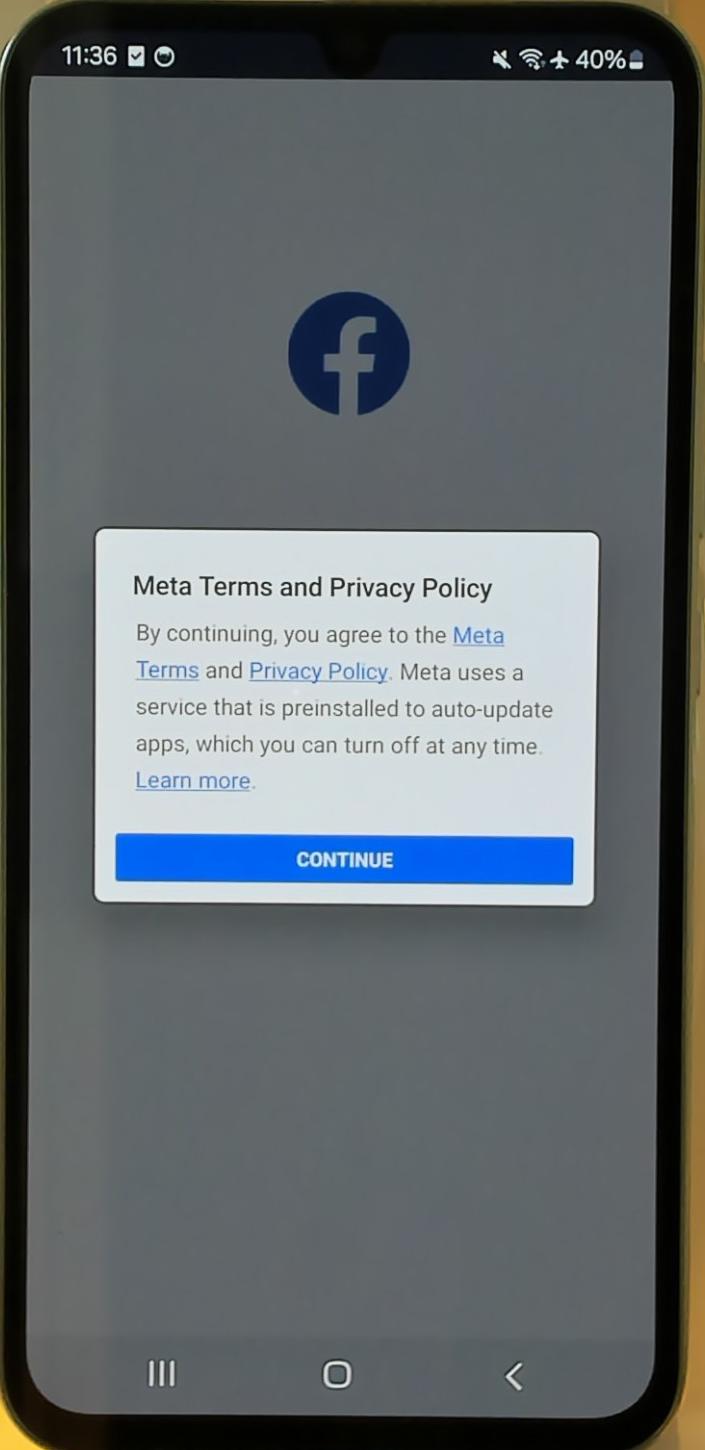 11:36
40%
Meta Terms and Privacy Policy
By continuing, you agree to the Meta
Terms and Privacy Policy. Meta uses a
service that is preinstalled to auto-update
apps, which you can turn off at any time.
Learn more.
CONTINUE